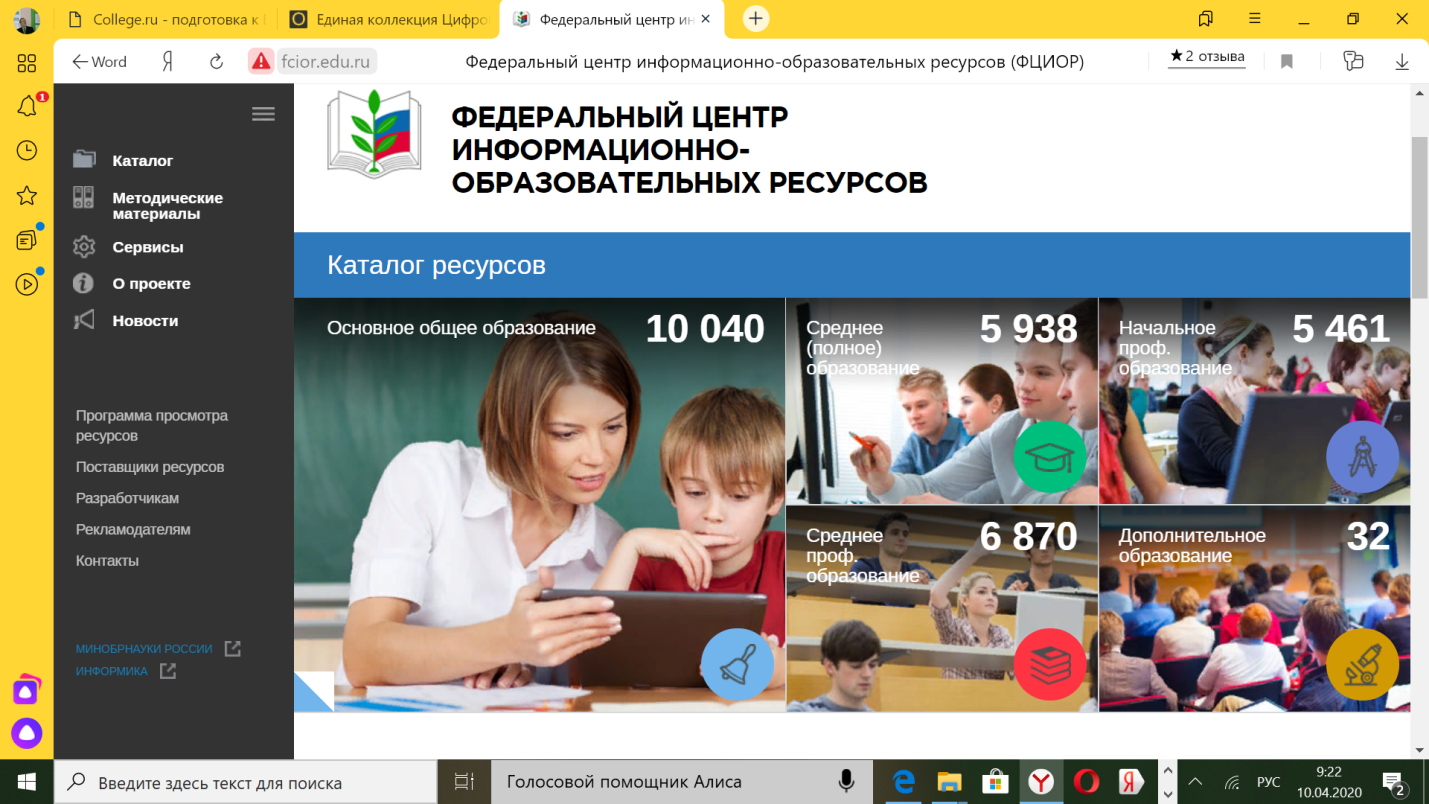 College.ru - подготовка к Е
Единая коллекция Цифро
Федеральный центр ин
Word
fcior.edu.ru
Федеральный центр информационно-образовательных ресурсов (ФЦИОР)
★2 отзыва
1
Каталог
Методические
материалы
Сервисы
О проекте
Новости
Программа просмотра
ресурсов
Поставщики ресурсов
Разработчикам
Рекламодателям
Контакты
МИНОБРНАУКИ РОССИИ
ИНФОРМИКА
ФЕДЕРАЛЬНЫЙ ЦЕНТР
ИНФОРМАЦИОННО-
ОБРАЗОВАТЕЛЬНЫХ РЕСУРСОВ
Каталог ресурсов
Основное общее образование
10 040
Среднее
(полное)
образование
5 938
Начальное
проф.
образование
5 461
Среднее
проф.
образование
6 870
Дополнительное
образование
32
Введите здесь текст для поиска
Голосовой помощник Алиса
РУС
9:22
10.04.2020
2